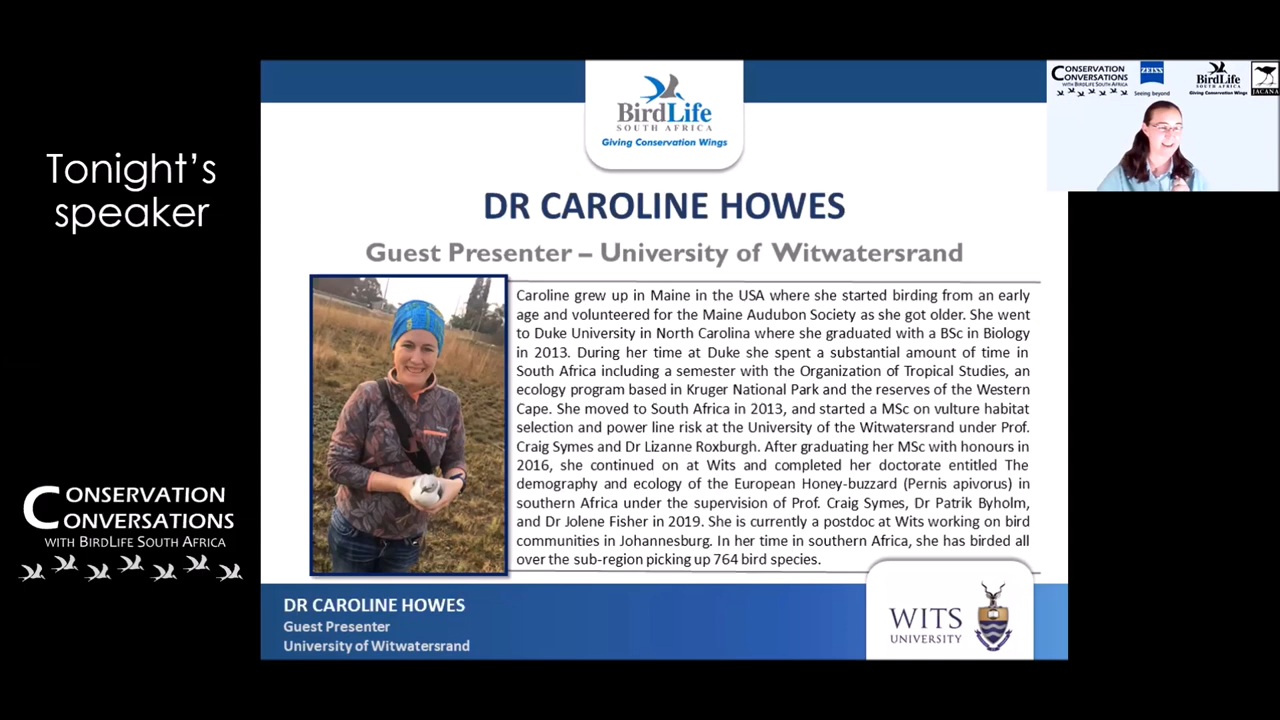 Tonight's
speaker
BirdLife
SOUTH AFRICA
Giving Conservation Wings
CONSERVATION
CONVERSATIONS
WITH BIRDLIFE SOUTH AFRICA
ZEISS
Seeing beyond
BirdLife
SOUTH AFRICA
Giving Conservation Wings
JACANA
DR CAROLINE HOWES
Guest Presenter – University of Witwatersrand
Caroline grew up in Maine in the USA where she started birding from an early
age and volunteered for the Maine Audubon Society as she got older. She went
to Duke University in North Carolina where she graduated with a BSc in Biology
in 2013. During her time at Duke she spent a substantial amount of time in
South Africa including a semester with the Organization of Tropical Studies, an
ecology program based in Kruger National Park and the reserves of the Western
Cape. She moved to South Africa in 2013, and started a MSc on vulture habitat
selection and power line risk at the University of the Witwatersrand under Prof.
Craig Symes and Dr Lizanne Roxburgh. After graduating her MSc with honours in
2016, she continued on at Wits and completed her doctorate entitled The
demography and ecology of the European Honey-buzzard (Pernis apivorus) in
southern Africa under the supervision of Prof. Craig Symes, Dr Patrik Byholm,
and Dr Jolene Fisher in 2019. She is currently a postdoc at Wits working on bird
communities in Johannesburg. In her time in southern Africa, she has birded all
over the sub-region picking up 764 bird species.
CONSERVATION
CONVERSATIONS
WITH BIRDLIFE SOUTH AFRICA
DR CAROLINE HOWES
Guest Presenter
University of Witwatersrand
WITS
UNIVERSITY